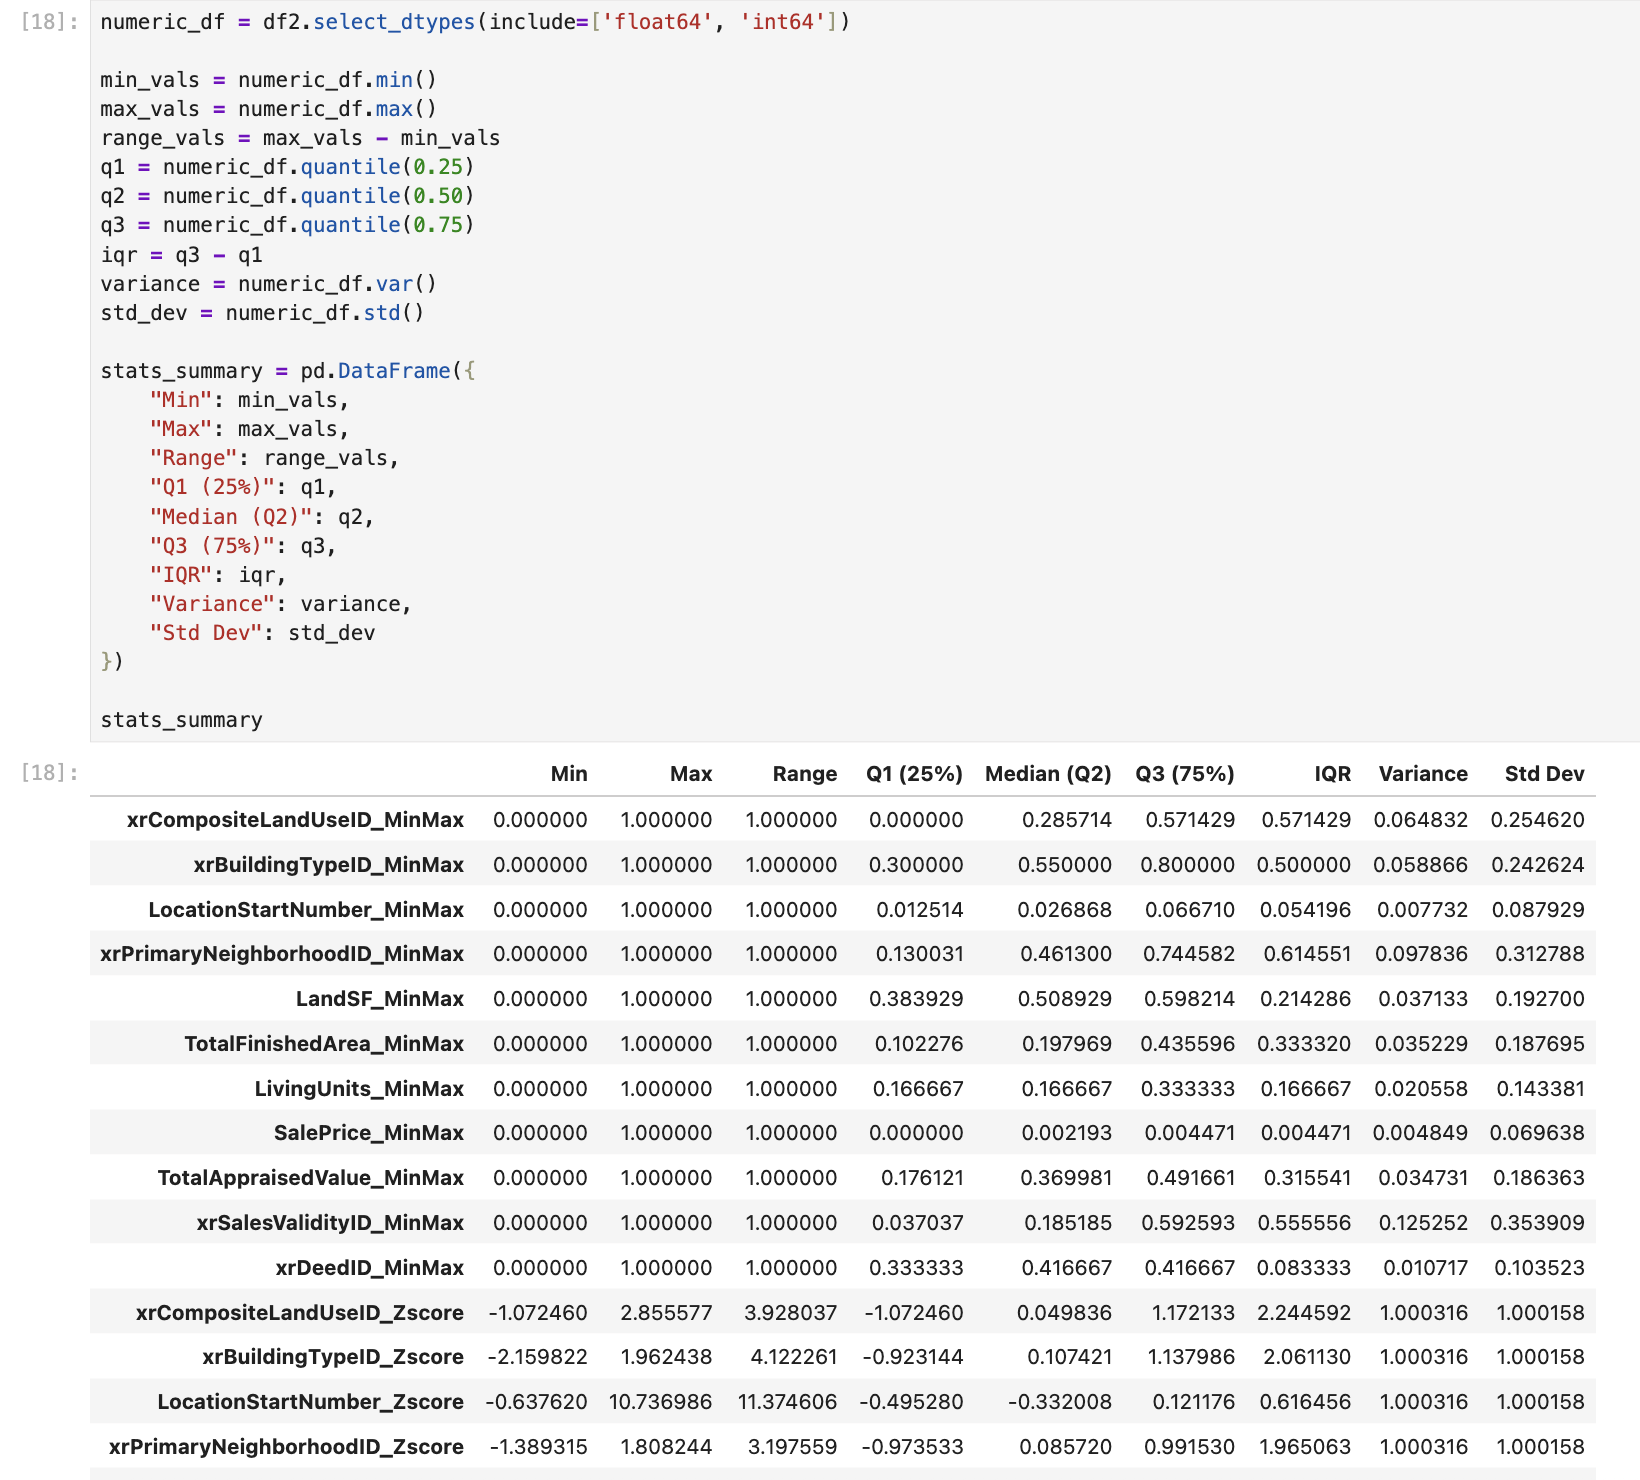 [18]: numeric_df = df2.select_dtypes(include=['float64', 'int64'])
min_vals = numeric_df.min()
max_vals = numeric_df.max()
range_vals = max_vals - min_vals
q1 = numeric_df.quantile(0.25)
q2 = numeric_df.quantile(0.50)
q3 = numeric_df.quantile(0.75)
iqr = q3 - q1
variance = numeric_df.var()
std_dev = numeric_df.std()
stats_summary = pd.DataFrame({
"Min": min_vals,
"Max": max_vals,
"Range": range_vals,
"Q1 (25%)": q1,
"Median (Q2)": q2,
"Q3 (75%)": q3,
"IQR": iqr,
"Variance": variance,
"Std Dev": std_dev
})
stats_summary
[18]: Min Max Range Q1 (25%) Median (Q2) Q3 (75%) IQR Variance Std Dev
xrCompositeLandUseID_MinMax 0.000000 1.000000 1.000000 0.000000 0.285714 0.571429 0.571429 0.064832 0.254620
xrBuildingTypeID_MinMax 0.000000 1.000000 1.000000 0.300000 0.550000 0.800000 0.500000 0.058866 0.242624
LocationStartNumber_MinMax 0.000000 1.000000 1.000000 0.012514 0.026868 0.066710 0.054196 0.007732 0.087929
xrPrimaryNeighborhoodID_MinMax 0.000000 1.000000 1.000000 0.130031 0.461300 0.744582 0.614551 0.097836 0.312788
LandSF_MinMax 0.000000 1.000000 1.000000 0.383929 0.508929 0.598214 0.214286 0.037133 0.192700
TotalFinishedArea_MinMax 0.000000 1.000000 1.000000 0.102276 0.197969 0.435596 0.333320 0.035229 0.187695
LivingUnits_MinMax 0.000000 1.000000 1.000000 0.166667 0.166667 0.333333 0.166667 0.020558 0.143381
SalePrice_MinMax 0.000000 1.000000 1.000000 0.000000 0.002193 0.004471 0.004471 0.004849 0.069638
TotalAppraisedValue_MinMax 0.000000 1.000000 1.000000 0.176121 0.369981 0.491661 0.315541 0.034731 0.186363
xrSalesValidityID_MinMax 0.000000 1.000000 1.000000 0.037037 0.185185 0.592593 0.555556 0.125252 0.353909
xrDeedID_MinMax 0.000000 1.000000 1.000000 0.333333 0.416667 0.416667 0.083333 0.010717 0.103523
xrCompositeLandUseID_Zscore -1.072460 2.855577 3.928037 -1.072460 0.049836 1.172133 2.244592 1.000316 1.000158
xrBuildingTypeID_Zscore -2.159822 1.962438 4.122261 -0.923144 0.107421 1.137986 2.061130 1.000316 1.000158
LocationStartNumber_Zscore -0.637620 10.736986 11.374606 -0.495280 -0.332008 0.121176 0.616456 1.000316 1.000158
xrPrimaryNeighborhoodID_Zscore -1.389315 1.808244 3.197559 -0.973533 0.085720 0.991530 1.965063 1.000316 1.000158